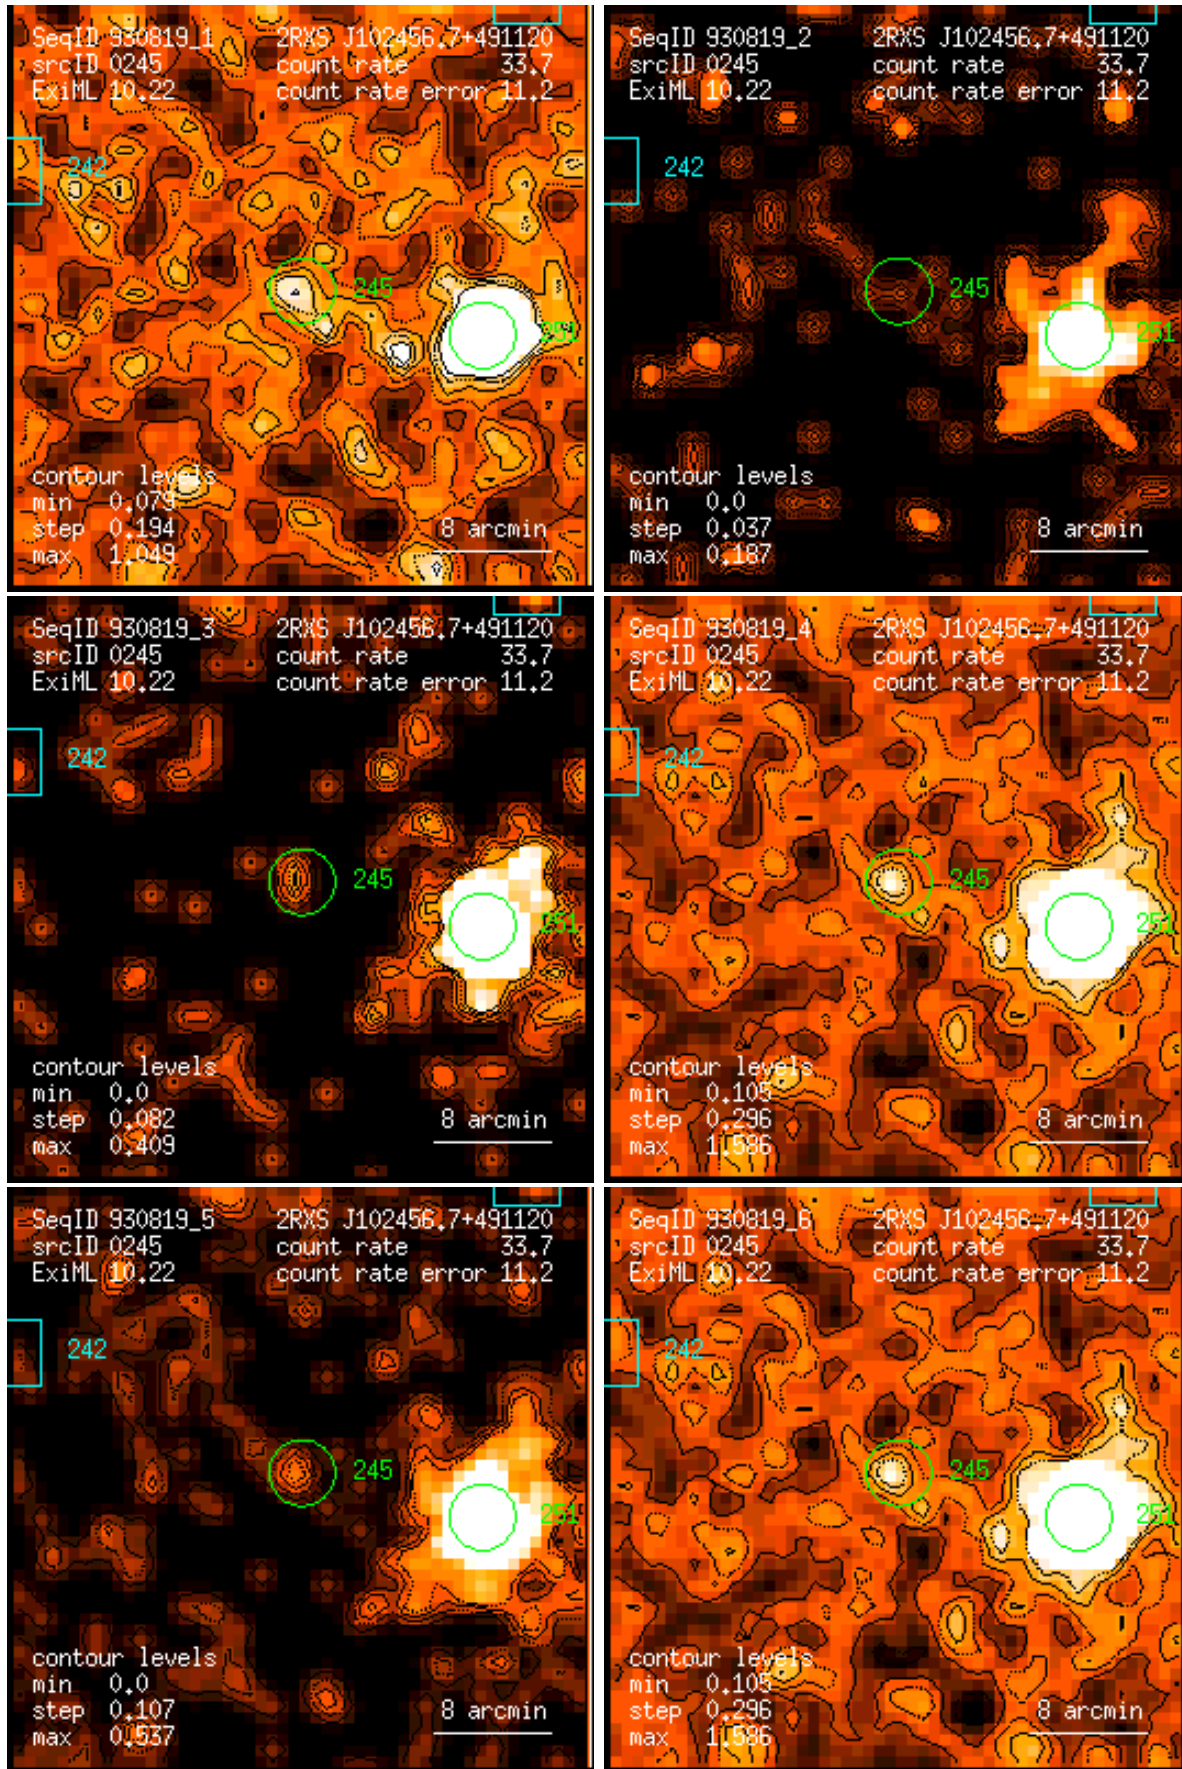 SeqID 930819_1 2RXS J102456.7+491120
srcID 0245 count rate 33.7
ExiML 10.22 count rate error 11.2
242
245
251
contour levels
min 0.079
step 0.194 8 arcmin
max 1.049
SeqID 930819_2 2RXS J102456.7+491120
srcID 0245 count rate 33.7
ExiML 10.22 count rate error 11.2
242
245
251
contour levels
min 0.0
step 0.037 8 arcmin
max 0.187
SeqID 930819_3 2RXS J102456.7+491120
srcID 0245 count rate 33.7
ExiML 10.22 count rate error 11.2
242
245
251
contour levels
min 0.0
step 0.082 8 arcmin
max 0.409
SeqID 930819_4 2RXS J102456.7+491120
srcID 0245 count rate 33.7
ExiML 10.22 count rate error 11.2
242
245
251
contour levels
min 0.105
step 0.296 8 arcmin
max 1.586
SeqID 930819_5 2RXS J102456.7+491120
srcID 0245 count rate 33.7
ExiML 10.22 count rate error 11.2
242
245
251
contour levels
min 0.0
step 0.107 8 arcmin
max 0.537
SeqID 930819_6 2RXS J102456.7+491120
srcID 0245 count rate 33.7
ExiML 10.22 count rate error 11.2
242
245
251
contour levels
min 0.105
step 0.296 8 arcmin
max 1.586